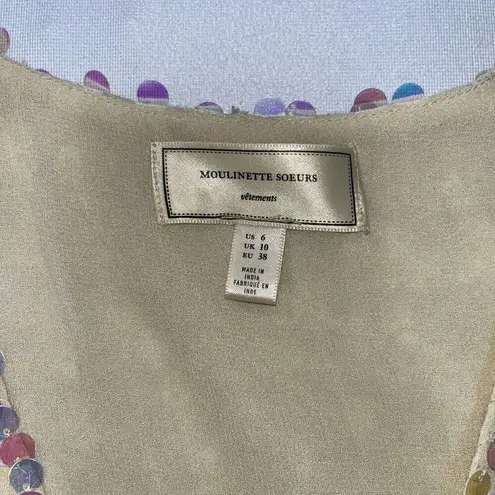 MOULINETTE SOEURS
vêtements
US 6
UK 10
EU 38
MADE IN
INDIA
FABRIQUÉ EN
INDE